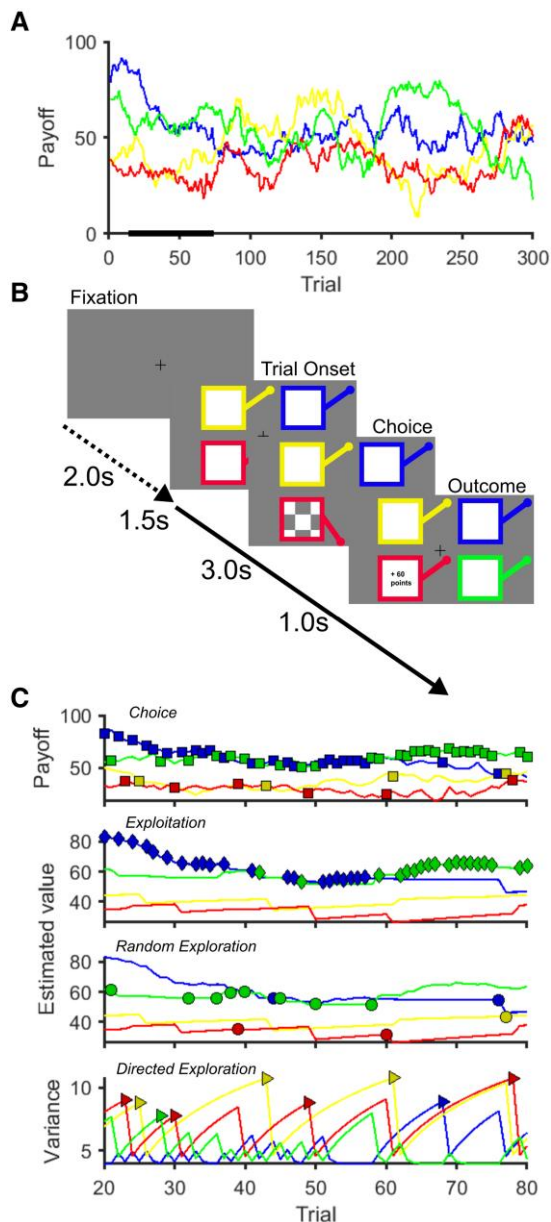 A
100
50
0
Payoff
0 50 100 150 200 250 300
Trial
B
Fixation
Trial Onset
Choice
Outcome
+ 60
points
2.0s
1.5s
3.0s
1.0s
C
Choice
100
50
Payoff
Exploitation
80
60
40
Random Exploration
80
60
40
Estimated value
Directed Exploration
10
5
Variance
20 30 40 50 60 70 80
Trial